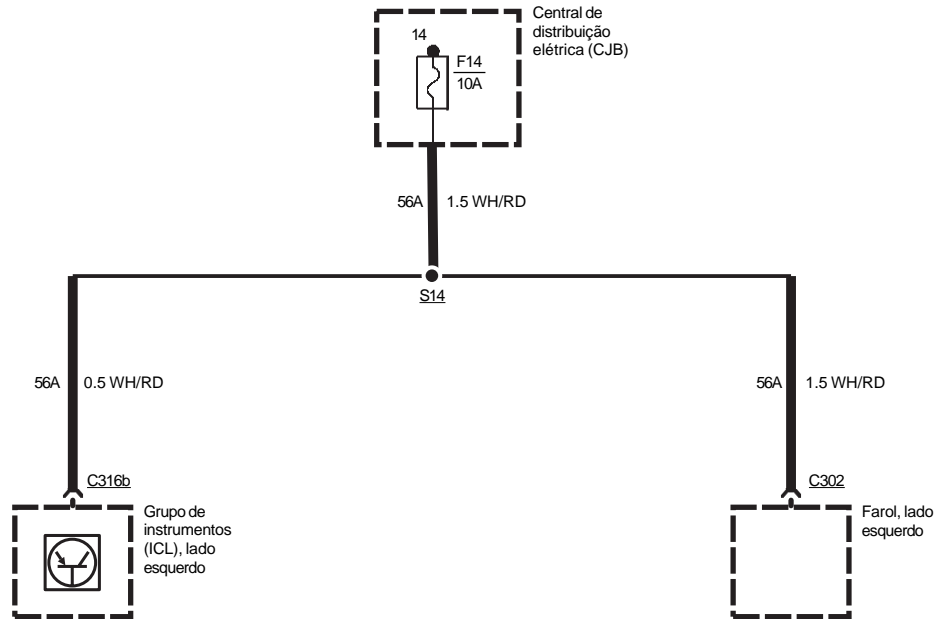 Central de
distribuição
elétrica (CJB)
14
F14
10A
56A
1.5 WH/RD
S14
56A
0.5 WH/RD
56A
1.5 WH/RD
C316b
C302
Grupo de
instrumentos
(ICL), lado
esquerdo
Farol, lado
esquerdo